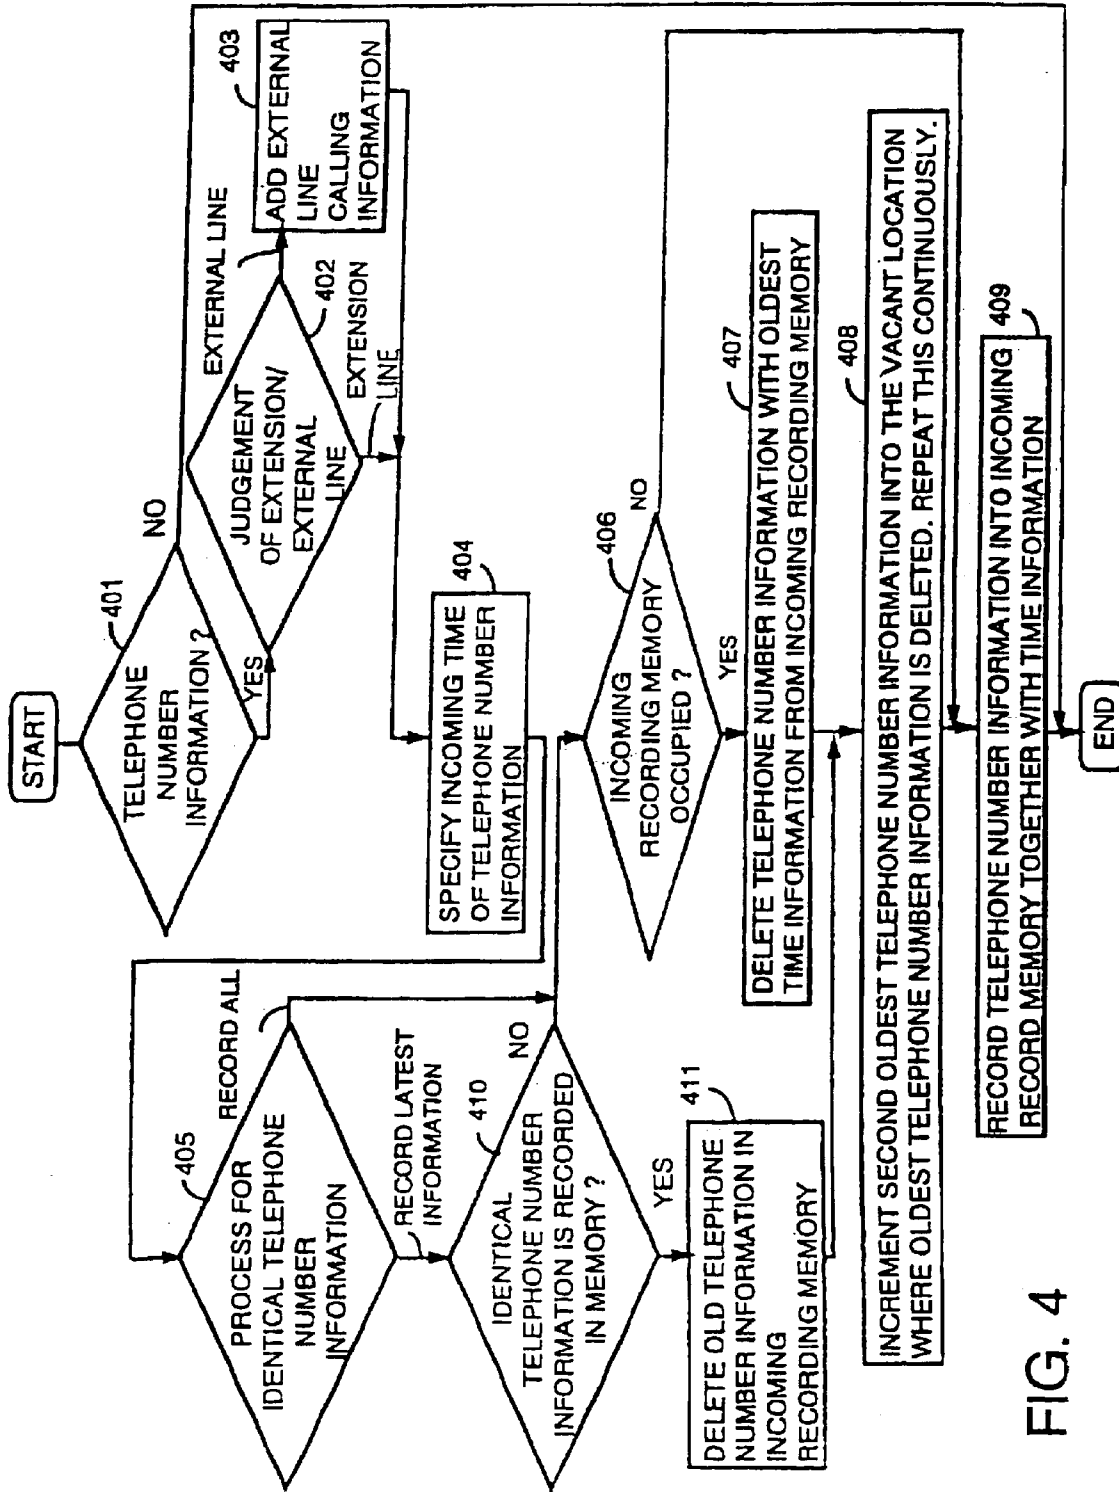 START
401
TELEPHONE
NUMBER
INFORMATION ?
NO
YES
JUDGEMENT
OF EXTENSION/
EXTERNAL
LINE
402
EXTERNAL LINE
EXTENSION
LINE
403
ADD EXTERNAL
LINE
CALLING
INFORMATION
404
SPECIFY INCOMING TIME
OF TELEPHONE NUMBER
INFORMATION
405
PROCESS FOR
IDENTICAL TELEPHONE
NUMBER
INFORMATION
RECORD ALL
RECORD LATEST
INFORMATION
410
IDENTICAL
TELEPHONE NUMBER
INFORMATION IS RECORDED
IN MEMORY ?
NO
YES
411
DELETE OLD TELEPHONE
NUMBER INFORMATION IN
INCOMING
RECORDING MEMORY
406
INCOMING
RECORDING MEMORY
OCCUPIED ?
NO
YES
407
DELETE TELEPHONE NUMBER INFORMATION WITH OLDEST
TIME INFORMATION FROM INCOMING RECORDING MEMORY
408
INCREMENT SECOND OLDEST TELEPHONE NUMBER INFORMATION INTO THE VACANT LOCATION
WHERE OLDEST TELEPHONE NUMBER INFORMATION IS DELETED. REPEAT THIS CONTINUOUSLY.
409
RECORD TELEPHONE NUMBER INFORMATION INTO INCOMING
RECORD MEMORY TOGETHER WITH TIME INFORMATION
END
FIG. 4